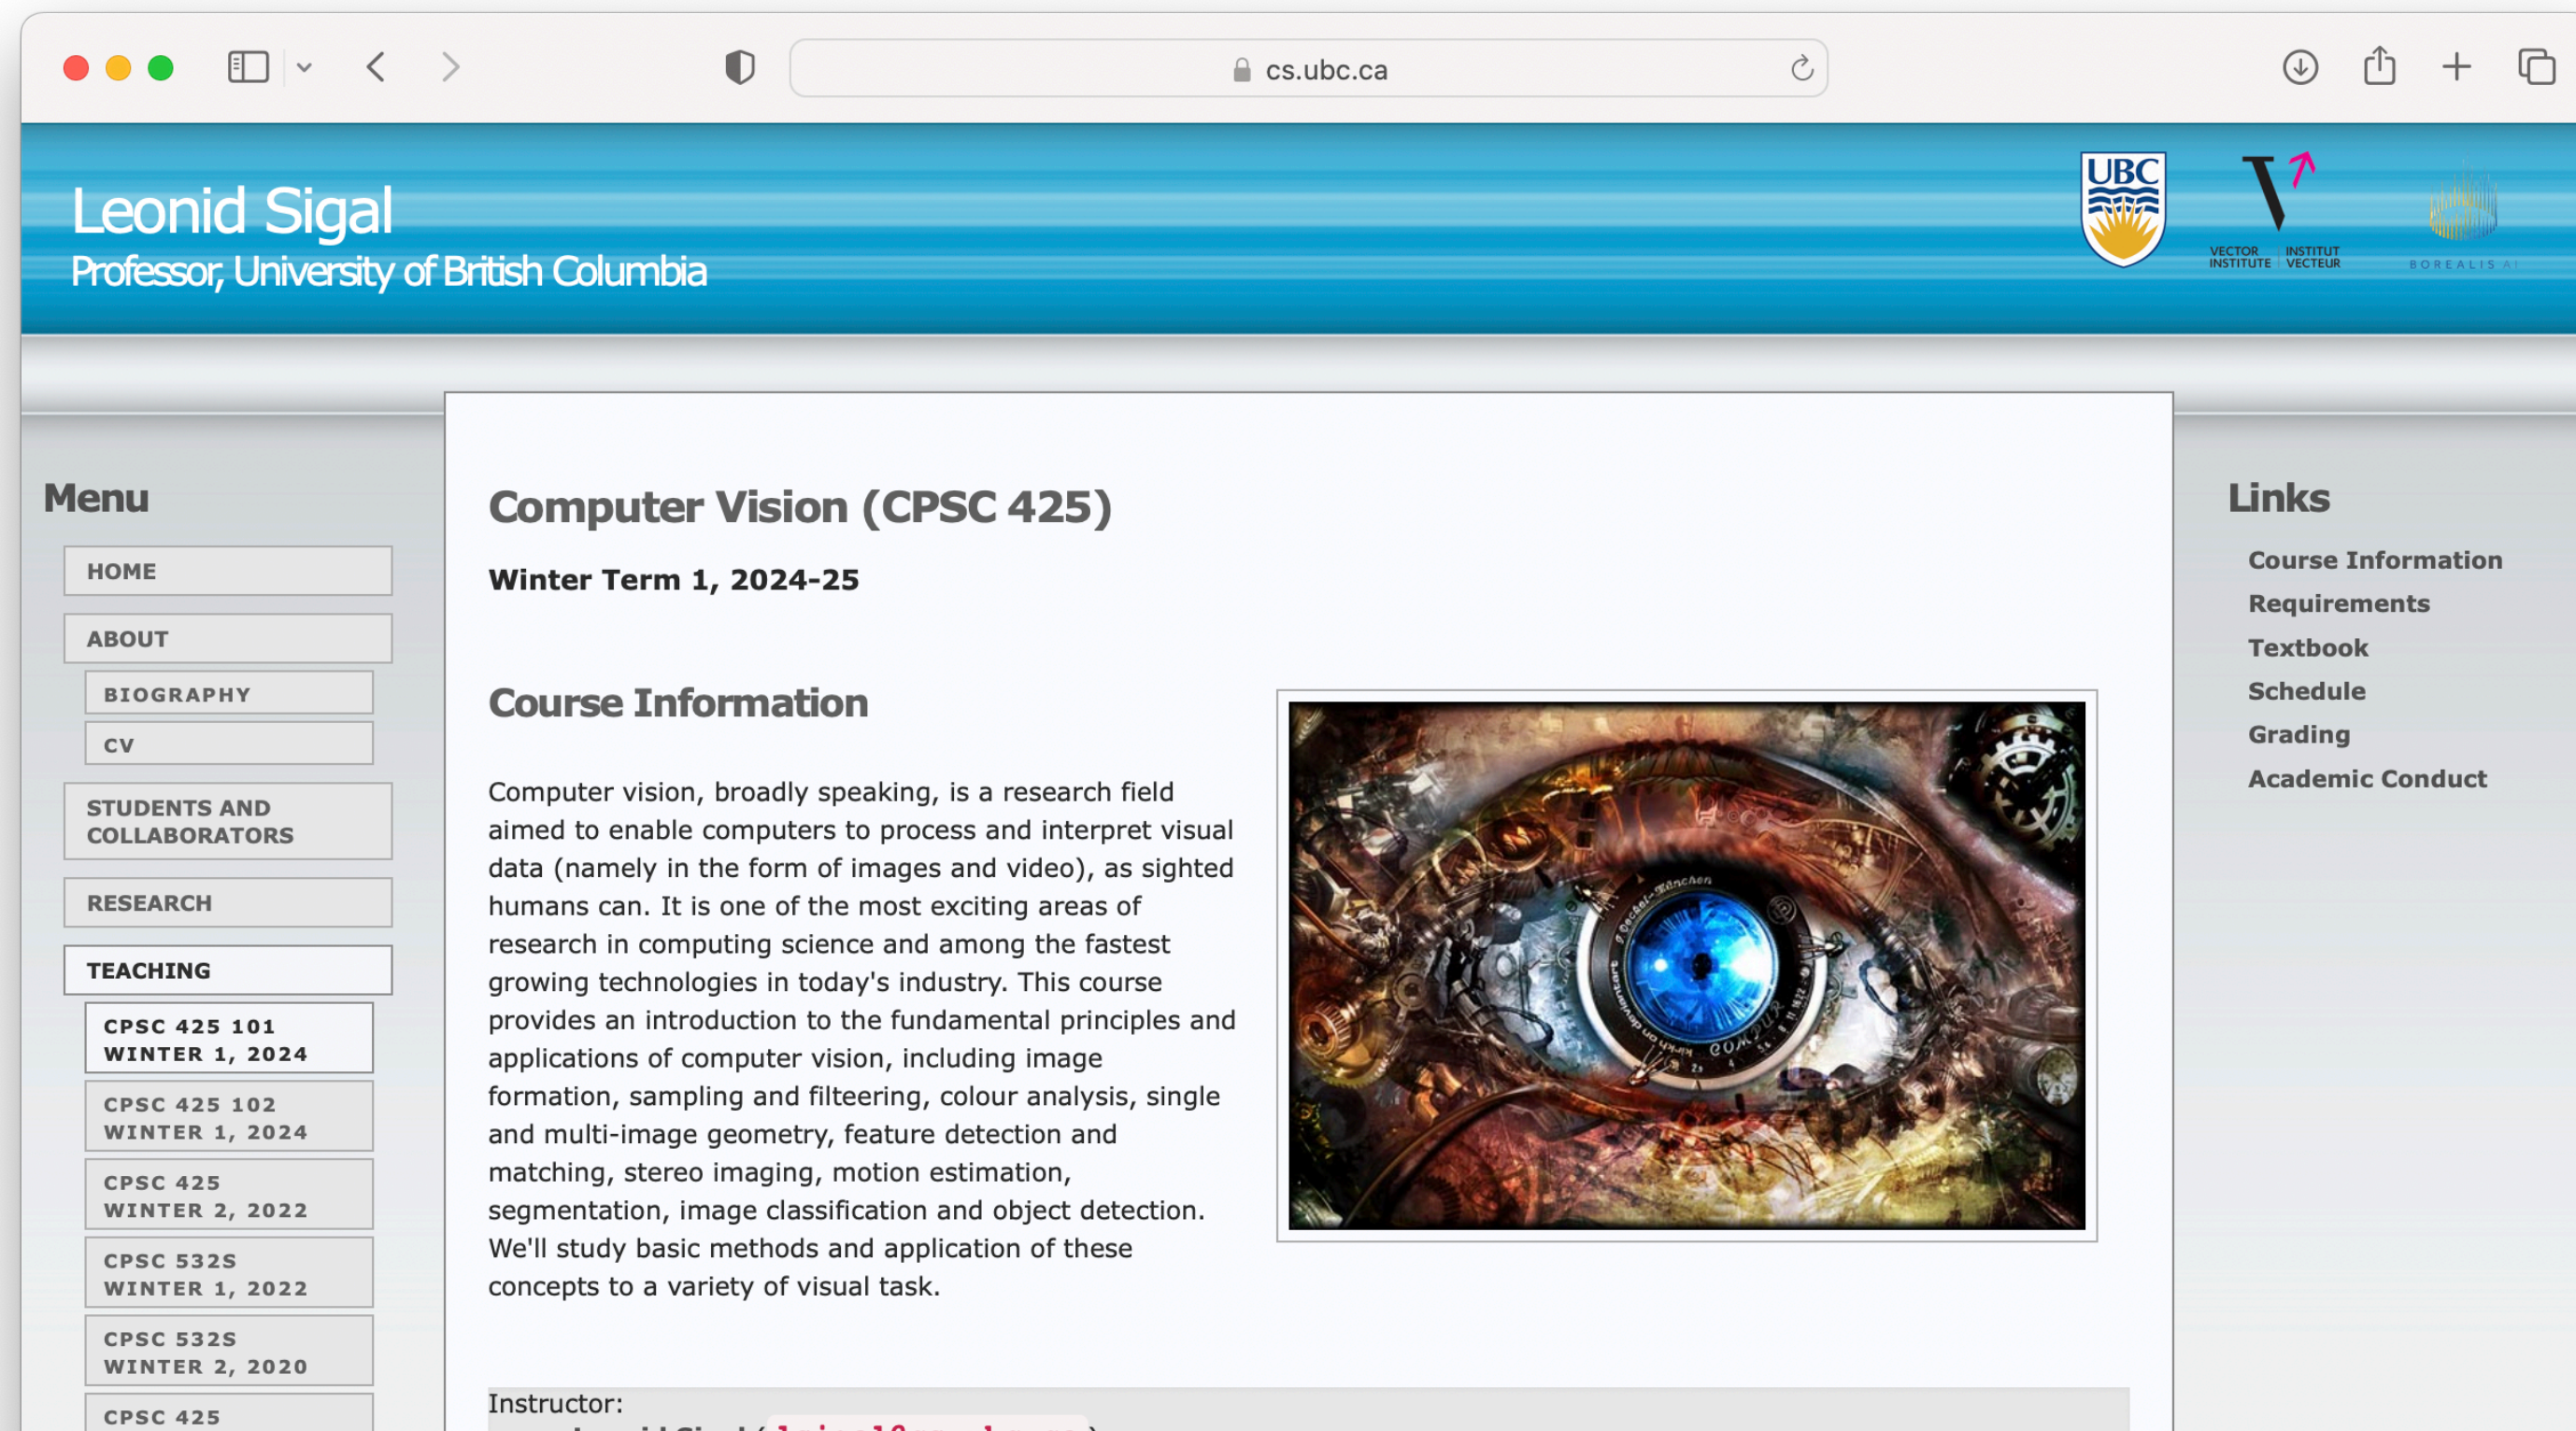 cs.ubc.ca
Leonid Sigal
Professor, University of British Columbia
UBC
VECTOR INSTITUTE | INSTITUT VECTEUR
BOREALIS AI
Menu
HOME
ABOUT
BIOGRAPHY
CV
STUDENTS AND
COLLABORATORS
RESEARCH
TEACHING
CPSC 425 101
WINTER 1, 2024
CPSC 425 102
WINTER 1, 2024
CPSC 425
WINTER 2, 2022
CPSC 532S
WINTER 1, 2022
CPSC 532S
WINTER 2, 2020
CPSC 425
Computer Vision (CPSC 425)
Winter Term 1, 2024-25
Course Information
Computer vision, broadly speaking, is a research field
aimed to enable computers to process and interpret visual
data (namely in the form of images and video), as sighted
humans can. It is one of the most exciting areas of
research in computing science and among the fastest
growing technologies in today's industry. This course
provides an introduction to the fundamental principles and
applications of computer vision, including image
formation, sampling and filteering, colour analysis, single
and multi-image geometry, feature detection and
matching, stereo imaging, motion estimation,
segmentation, image classification and object detection.
We'll study basic methods and application of these
concepts to a variety of visual task.
COMPUR
kirkh on deviantart
Instructor:
Links
Course Information
Requirements
Textbook
Schedule
Grading
Academic Conduct